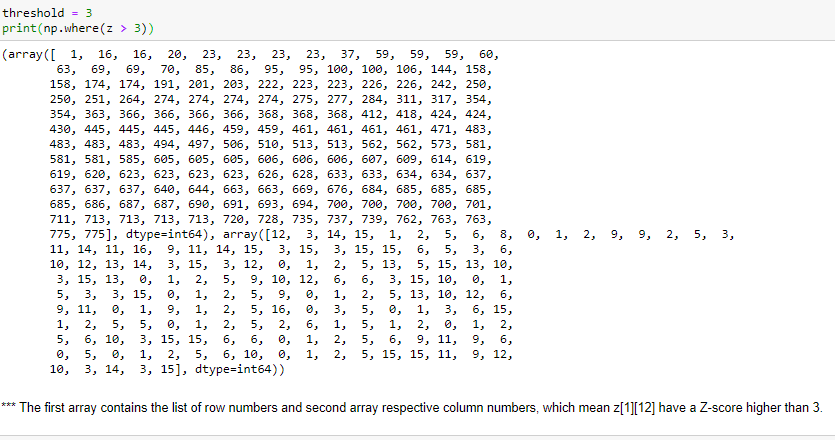 threshold = 3
print(np.where(z > 3))
(array([  1,  16,  16,  20,  23,  23,  23,  23,  37,  59,  59,  59,  60,
63,  69,  69,  70,  85,  86,  95,  95, 100, 100, 106, 144, 158,
158, 174, 174, 191, 201, 203, 222, 223, 223, 226, 226, 242, 250,
250, 251, 264, 274, 274, 274, 274, 275, 277, 284, 311, 317, 354,
354, 363, 366, 366, 366, 366, 368, 368, 368, 412, 418, 424, 424,
430, 445, 445, 445, 446, 459, 459, 461, 461, 461, 461, 471, 483,
483, 483, 483, 494, 497, 506, 510, 513, 513, 562, 562, 573, 581,
581, 581, 585, 605, 605, 605, 606, 606, 606, 607, 609, 614, 619,
619, 620, 623, 623, 623, 623, 626, 628, 633, 633, 634, 634, 637,
637, 637, 637, 640, 644, 663, 663, 669, 676, 684, 685, 685, 685,
685, 686, 687, 687, 690, 691, 693, 694, 700, 700, 700, 700, 701,
711, 713, 713, 713, 713, 720, 728, 735, 737, 739, 762, 763, 763,
775, 775], dtype=int64), array([12,  3, 14, 15,  1,  2,  5,  6,  8,  0,  1,  2,  9,  9,  2,  5,  3,
11, 14, 11, 16,  9, 11, 14, 15,  3, 15,  3, 15, 15,  6,  5,  3,  6,
10, 12, 13, 14,  3, 15,  3, 12,  0,  1,  2,  5, 13,  5, 15, 13, 10,
3, 15, 13,  0,  1,  2,  5,  9, 10, 12,  6,  6,  3, 15, 10,  0,  1,
5,  3,  3, 15,  0,  1,  2,  5,  9,  0,  1,  2,  5, 13, 10, 12,  6,
9, 11,  0,  1,  9,  1,  2,  5, 16,  0,  3,  5,  0,  1,  3,  6, 15,
1,  2,  5,  5,  0,  1,  2,  5,  2,  6,  1,  5,  1,  2,  0,  1,  2,
5,  6, 10,  3, 15, 15,  6,  6,  0,  1,  2,  5,  6,  9, 11,  9,  6,
0,  5,  0,  1,  2,  5,  6, 10,  0,  1,  2,  5, 15, 15, 11,  9, 12,
10,  3, 14,  3, 15], dtype=int64))
*** The first array contains the list of row numbers and second array respective column numbers, which mean z[1][12] have a Z-score higher than 3.